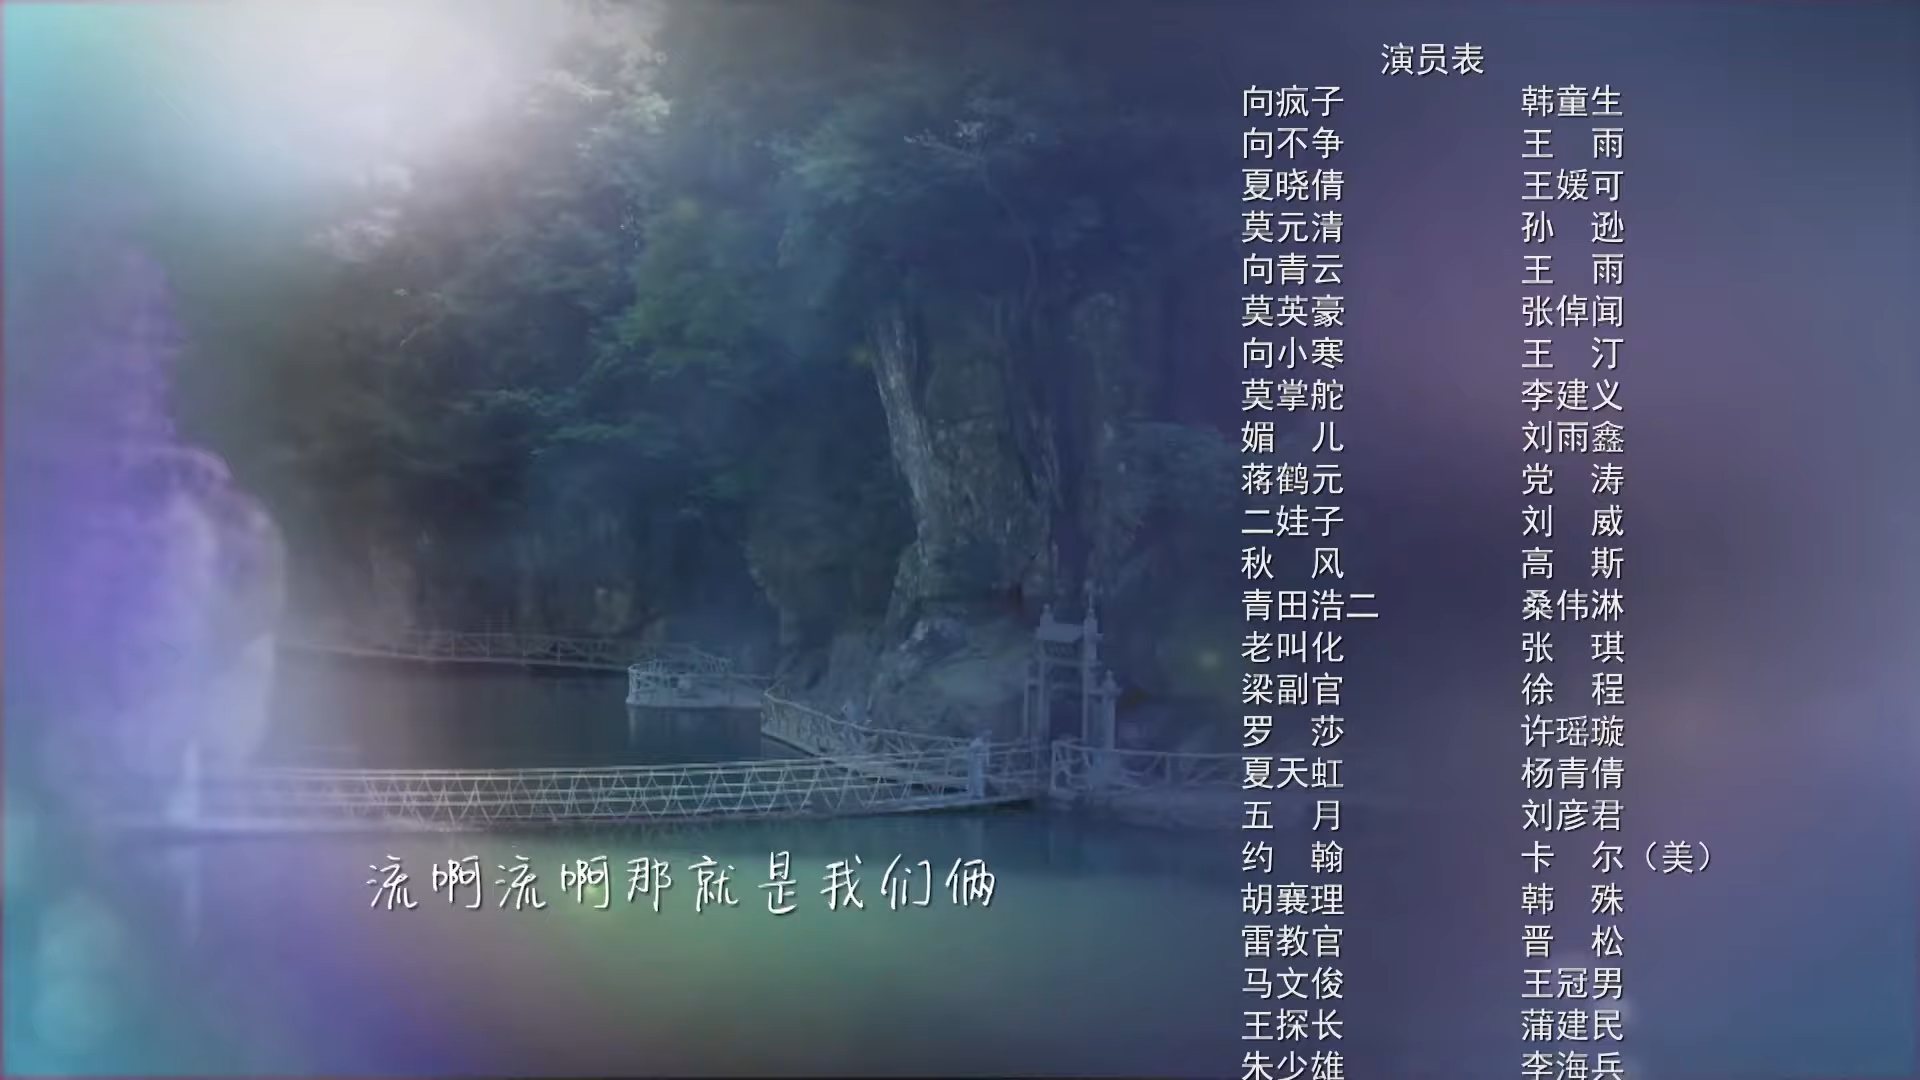 演员表
向疯子 韩童生
向不争 王 雨
夏晓倩 王媛可
莫元清 孙 逊
向青云 王 雨
莫英豪 张倬闻
向小寒 王 汀
莫掌舵 李建义
媚 儿 刘雨鑫
蒋鹤元 党 涛
二娃子 刘 威
秋 风 高 斯
青田浩二 桑伟淋
老叫化 张 琪
梁副官 徐 程
罗 莎 许瑶璇
夏天虹 杨青倩
五 月 刘彦君
约 翰 卡 尔（美）
胡襄理 韩 殊
雷教官 晋 松
马文俊 王冠男
王探长 蒲建民
朱少雄 李海兵
流啊流啊那就是我们俩